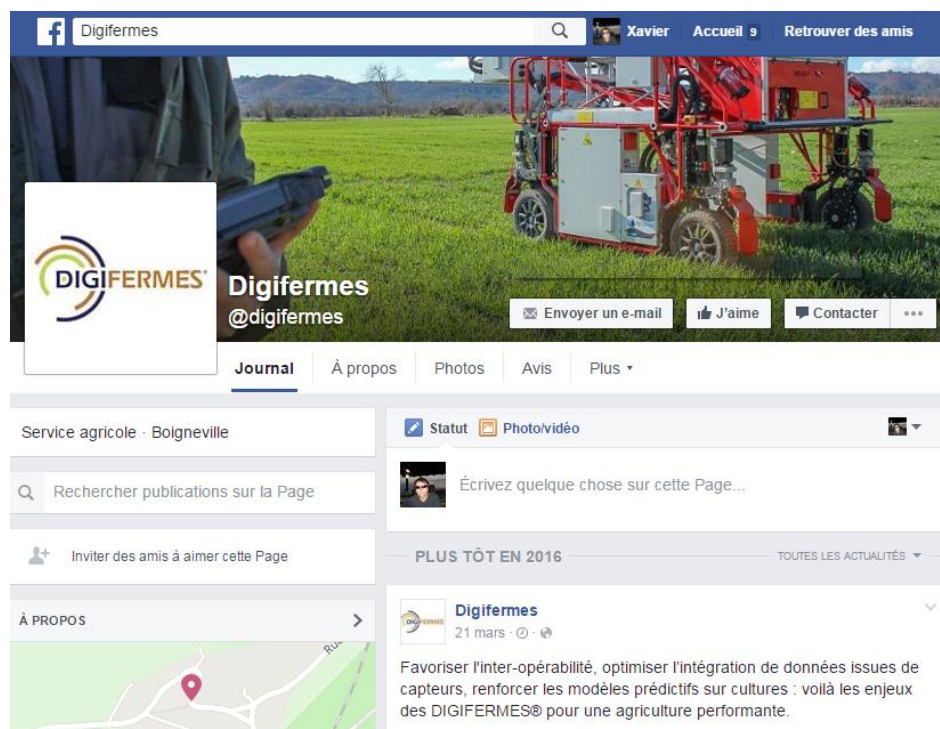 Digifermes
Xavier
Accueil 9
Retrouver des amis
DIGIFERMES
Digifermes
@digifermes
Envoyer un e-mail
J'aime
Contacter
Journal
À propos
Photos
Avis
Plus
Service agricole · Boigneville
Rechercher publications sur la Page
Inviter des amis à aimer cette Page
À PROPOS
Rue
Statut
Photo/vidéo
Écrivez quelque chose sur cette Page...
PLUS TÔT EN 2016
TOUTES LES ACTUALITÉS
DIGIFERMES
Digifermes
21 mars ·
Favoriser l'inter-opérabilité, optimiser l'intégration de données issues de
capteurs, renforcer les modèles prédictifs sur cultures : voilà les enjeux
des DIGIFERMES® pour une agriculture performante.